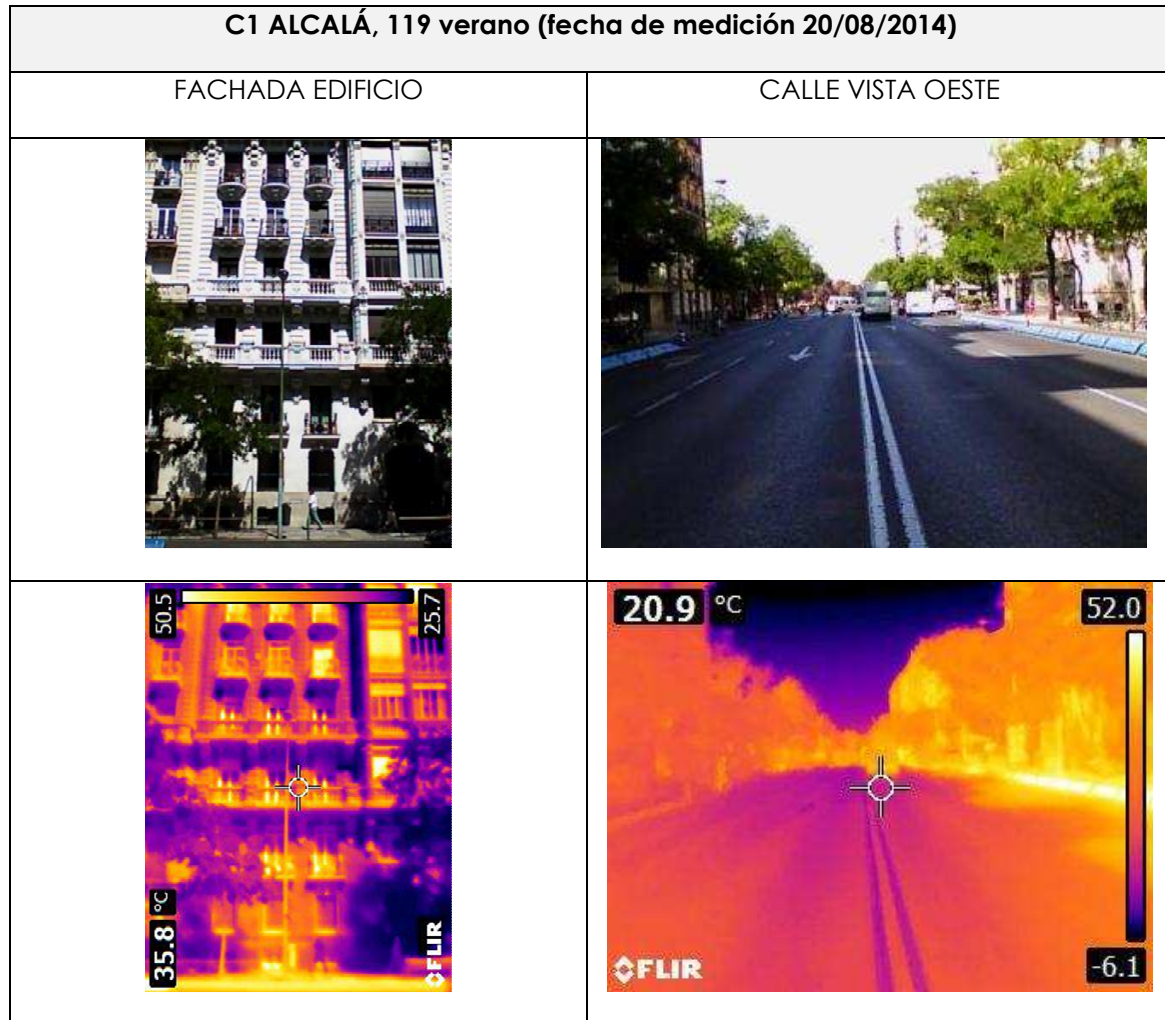 C1 ALCALÁ, 119 verano (fecha de medición 20/08/2014)
FACHADA EDIFICIO
CALLE VISTA OESTE
50.5
25.7
35.8 °C
FLIR
20.9 °C
52.0
FLIR
-6.1